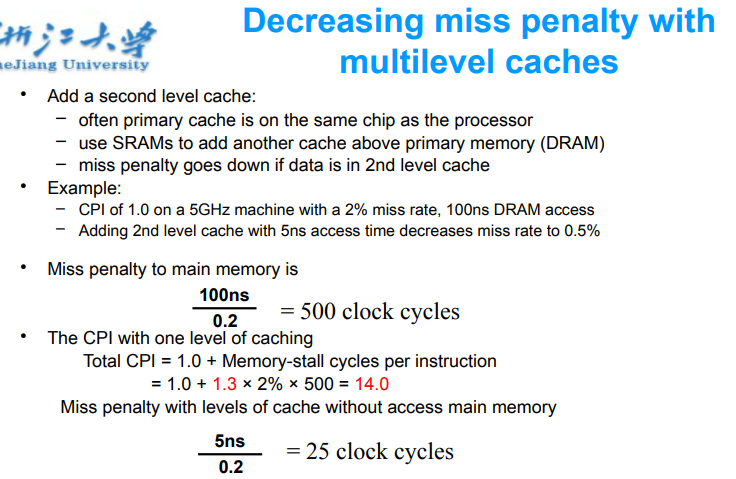 浙江大学
Decreasing miss penalty with
multilevel caches
heJiang University
• Add a second level cache:
– often primary cache is on the same chip as the processor
– use SRAMs to add another cache above primary memory (DRAM)
– miss penalty goes down if data is in 2nd level cache
• Example:
– CPI of 1.0 on a 5GHz machine with a 2% miss rate, 100ns DRAM access
– Adding 2nd level cache with 5ns access time decreases miss rate to 0.5%
• Miss penalty to main memory is
100ns
0.2
= 500 clock cycles
• The CPI with one level of caching
Total CPI = 1.0 + Memory-stall cycles per instruction
= 1.0 + 1.3 × 2% × 500 = 14.0
Miss penalty with levels of cache without access main memory
5ns
0.2
= 25 clock cycles